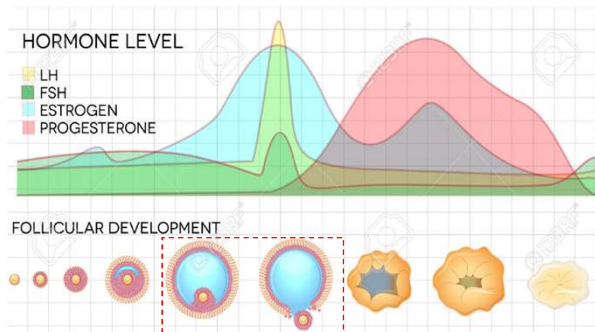 HORMONE LEVEL
LH
FSH
ESTROGEN
PROGESTERONE
FOLLICULAR DEVELOPMENT